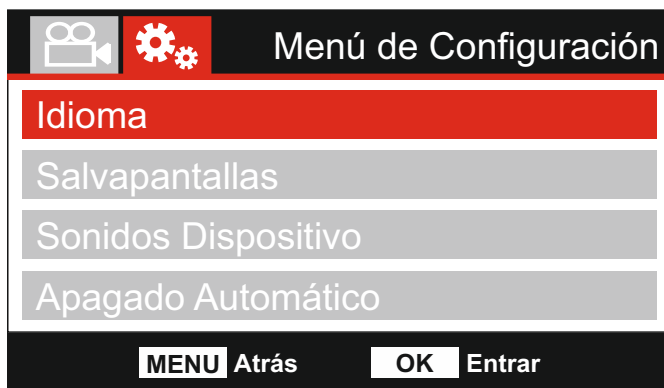 Menú de Configuración
Idioma
Salvapantallas
Sonidos Dispositivo
Apagado Automático
MENU Atrás OK Entrar